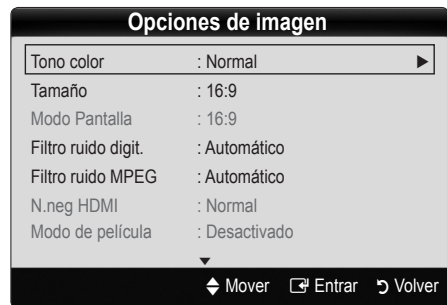 Opciones de imagen
Tono color : Normal ►
Tamaño : 16:9
Modo Pantalla : 16:9
Filtro ruido digit. : Automático
Filtro ruido MPEG : Automático
N.neg HDMI : Normal
Modo de película : Desactivado
▼
Mover Entrar Volver